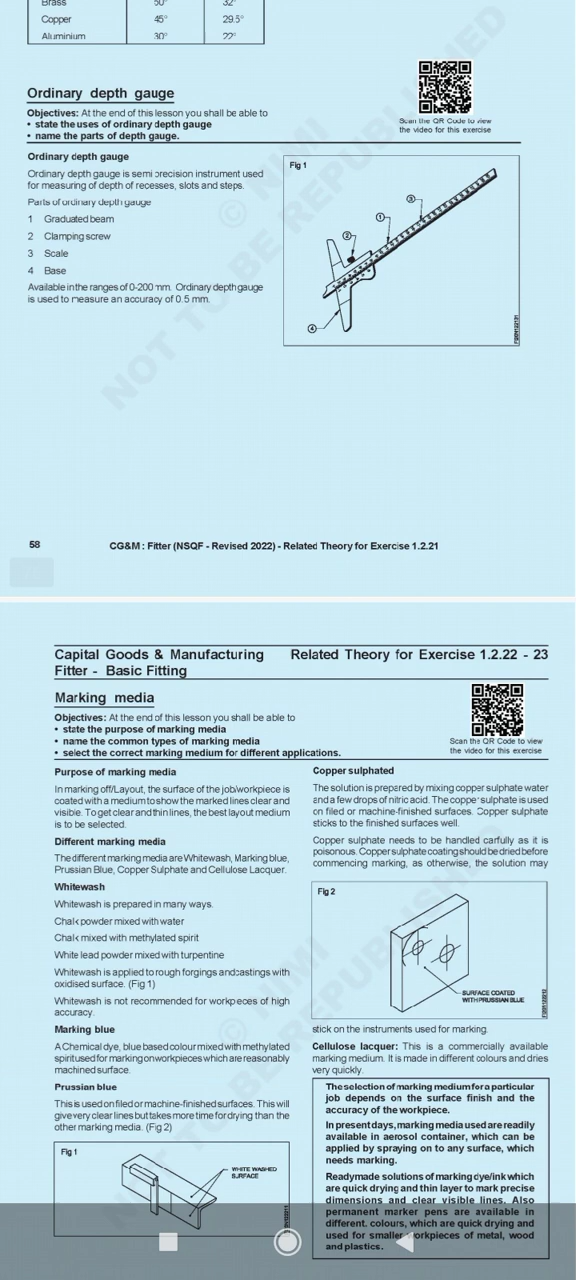 Brass 50° 32°
Copper 45° 29.5°
Aluminium 30° 22°
Ordinary depth gauge
Objectives: At the end of this lesson you shall be able to
• state the uses of ordinary depth gauge
• name the parts of depth gauge.
Scan the QR Code to view
the video for this exercise
Ordinary depth gauge
Ordinary depth gauge is semi precision instrument used
for measuring of depth of recesses, slots and steps.
Parts of ordinary depth gauge
1 Graduated beam
2 Clamping screw
3 Scale
4 Base
Available in the ranges of 0-200 mm. Ordinary depth gauge
is used to measure an accuracy of 0.5 mm.
Fig 1
3
1
2
4
© NIMI
NOT TO BE REPUBLISHED
58 CG&M : Fitter (NSQF - Revised 2022) - Related Theory for Exercise 1.2.21
Capital Goods & Manufacturing Related Theory for Exercise 1.2.22 - 23
Fitter - Basic Fitting
Marking media
Objectives: At the end of this lesson you shall be able to
• state the purpose of marking media
• name the common types of marking media
• select the correct marking medium for different applications.
Scan the QR Code to view
the video for this exercise
Purpose of marking media
In marking off/Layout, the surface of the job/workpiece is
coated with a medium to show the marked lines clear and
visible. To get clear and thin lines, the best layout medium
is to be selected.
Different marking media
The different marking media are Whitewash, Marking blue,
Prussian Blue, Copper Sulphate and Cellulose Lacquer.
Whitewash
Whitewash is prepared in many ways.
Chalk powder mixed with water
Chalk mixed with methylated spirit
White lead powder mixed with turpentine
Whitewash is applied to rough forgings and castings with
oxidised surface. (Fig 1)
Whitewash is not recommended for workpieces of high
accuracy.
Marking blue
A Chemical dye, blue based colour mixed with methylated
spirit used for marking on workpieces which are reasonably
machined surface.
Prussian blue
This is used on filed or machine-finished surfaces. This will
give very clear lines but takes more time for drying than the
other marking media. (Fig 2)
Fig 1
WHITE WASHED
SURFACE
Copper sulphated
The solution is prepared by mixing copper sulphate water
and a few drops of nitric acid. The copper sulphate is used
on filed or machine-finished surfaces. Copper sulphate
sticks to the finished surfaces well.
Copper sulphate needs to be handled carfully as it is
poisonous. Copper sulphate coating should be dried before
commencing marking, as otherwise, the solution may
Fig 2
SURFACE COATED
WITH PRUSSIAN BLUE
stick on the instruments used for marking.
Cellulose lacquer: This is a commercially available
marking medium. It is made in different colours and dries
very quickly.
The selection of marking medium for a particular
job depends on the surface finish and the
accuracy of the workpiece.
In present days, marking media used are readily
available in aerosol container, which can be
applied by spraying on to any surface, which
needs marking.
Readymade solutions of marking dye/ink which
are quick drying and thin layer to mark precise
dimensions and clear visible lines. Also
permanent marker pens are available in
different. colours, which are quick drying and
used for smaller workpieces of metal, wood
and plastics.
© NIMI
NOT TO BE REPUBLISHED